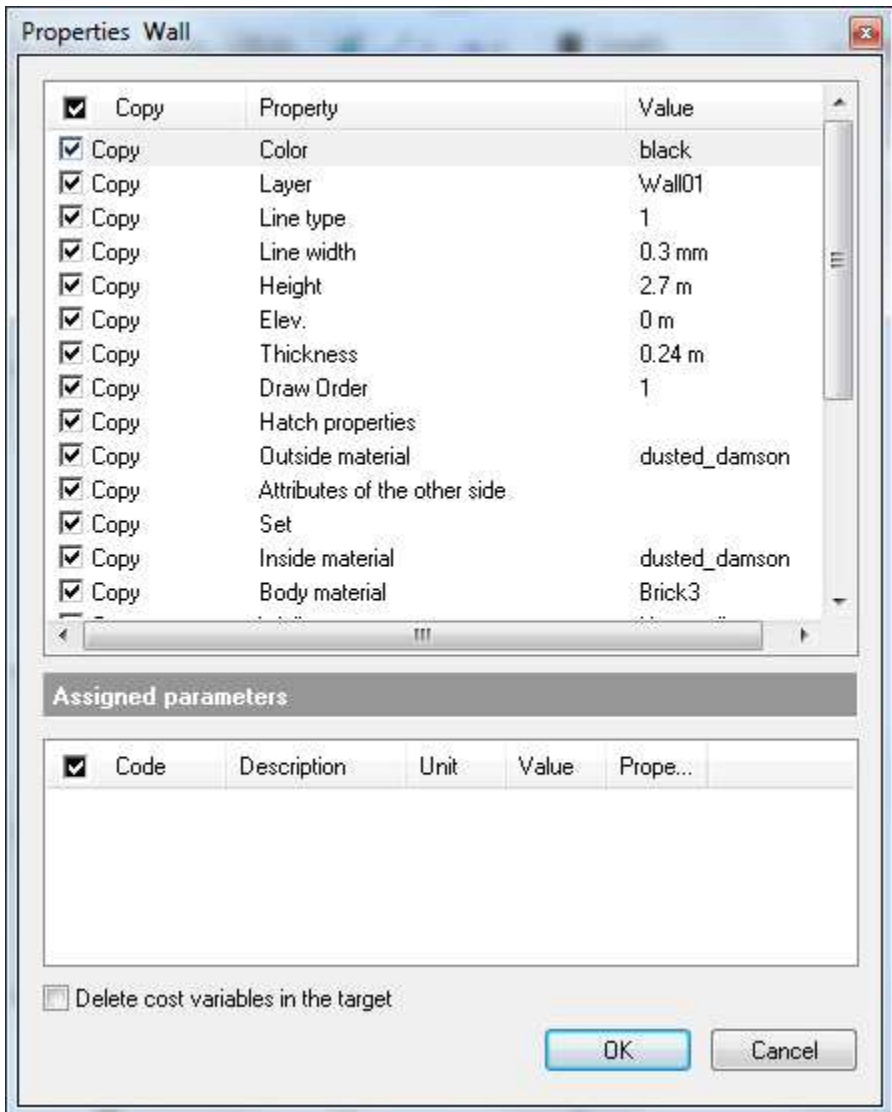 Properties Wall
Copy Property Value
Copy Color black
Copy Layer Wall01
Copy Line type 1
Copy Line width 0.3 mm
Copy Height 2.7 m
Copy Elev. 0 m
Copy Thickness 0.24 m
Copy Draw Order 1
Copy Hatch properties
Copy Outside material dusted_damson
Copy Attributes of the other side
Copy Set
Copy Inside material dusted_damson
Copy Body material Brick3
Assigned parameters
Code Description Unit Value Prope...
Delete cost variables in the target
OK Cancel